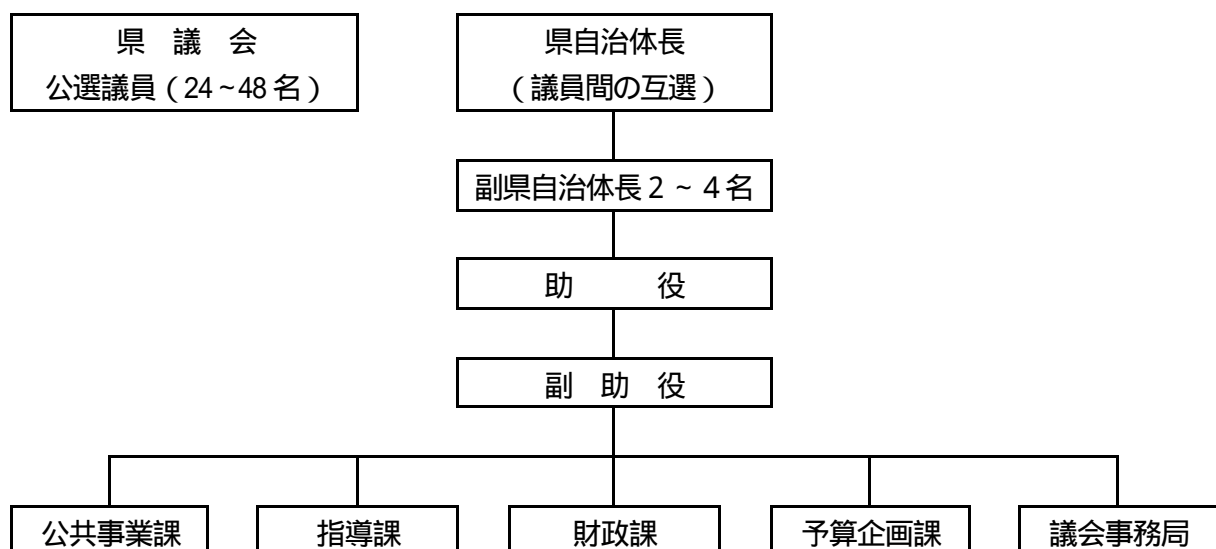 県　議　会
公選議員（24~48名）
県自治体長
（議員間の互選）
副県自治体長２～４名
助　　　役
副　助　役
公共事業課
指導課
財政課
予算企画課
議会事務局